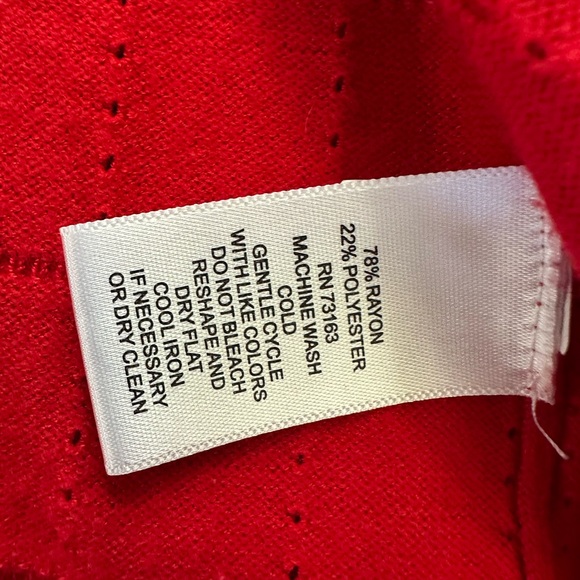 78% RAYON
22% POLYESTER
RN 73163
MACHINE WASH
COLD
GENTLE CYCLE
WITH LIKE COLORS
DO NOT BLEACH
RESHAPE AND
DRY FLAT
COOL IRON
IF NECESSARY
OR DRY CLEAN